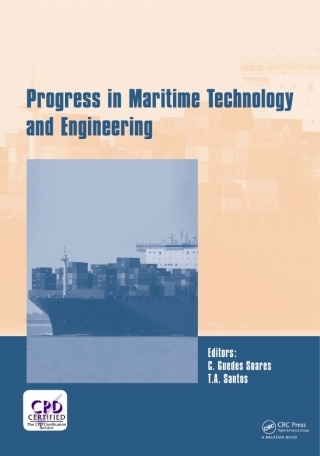 Progress in Maritime Technology
and Engineering
Editors:
C. Guedes Soares
T.A. Santos
CPD
CERTIFIED
The CPD Certification
Service
CRC Press
Taylor & Francis Group
A BALKEMA BOOK